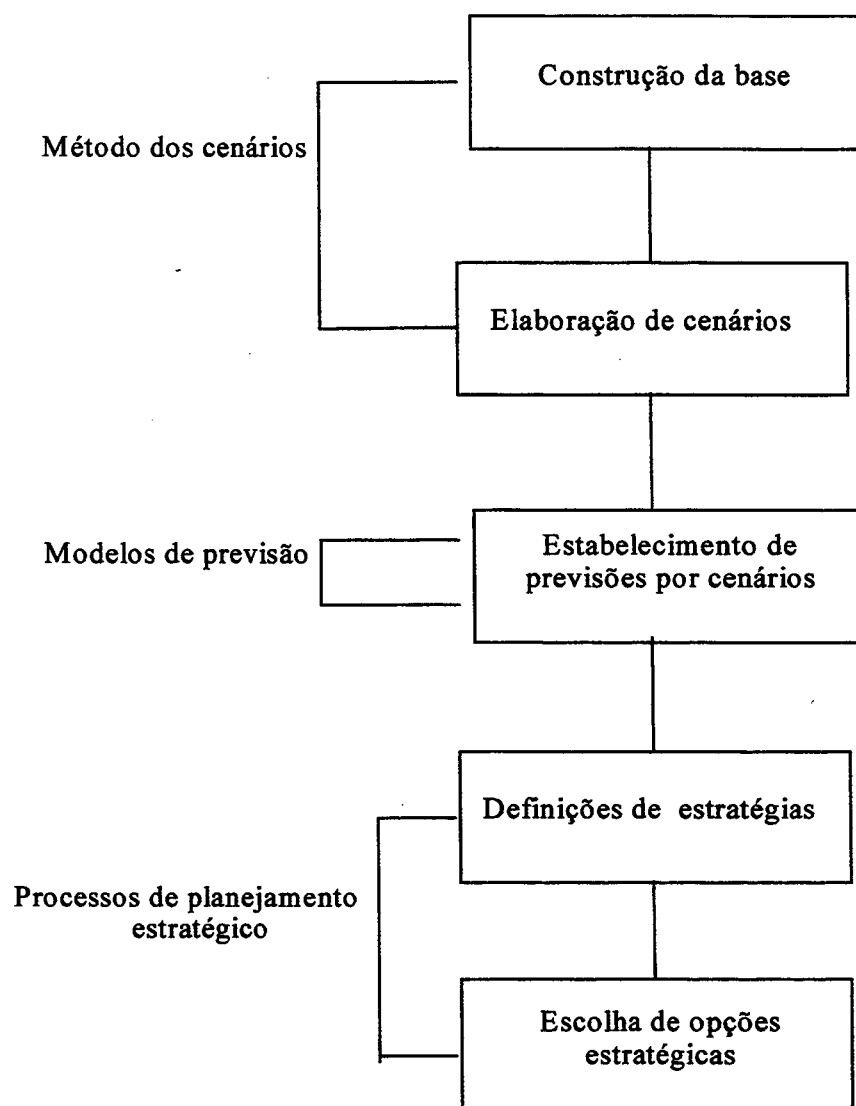 Construção da base
Método dos cenários
Elaboração de cenários
Modelos de previsão
Estabelecimento de
previsões por cenários
Definições de estratégias
Processos de planejamento
estratégico
Escolha de opções
estratégicas